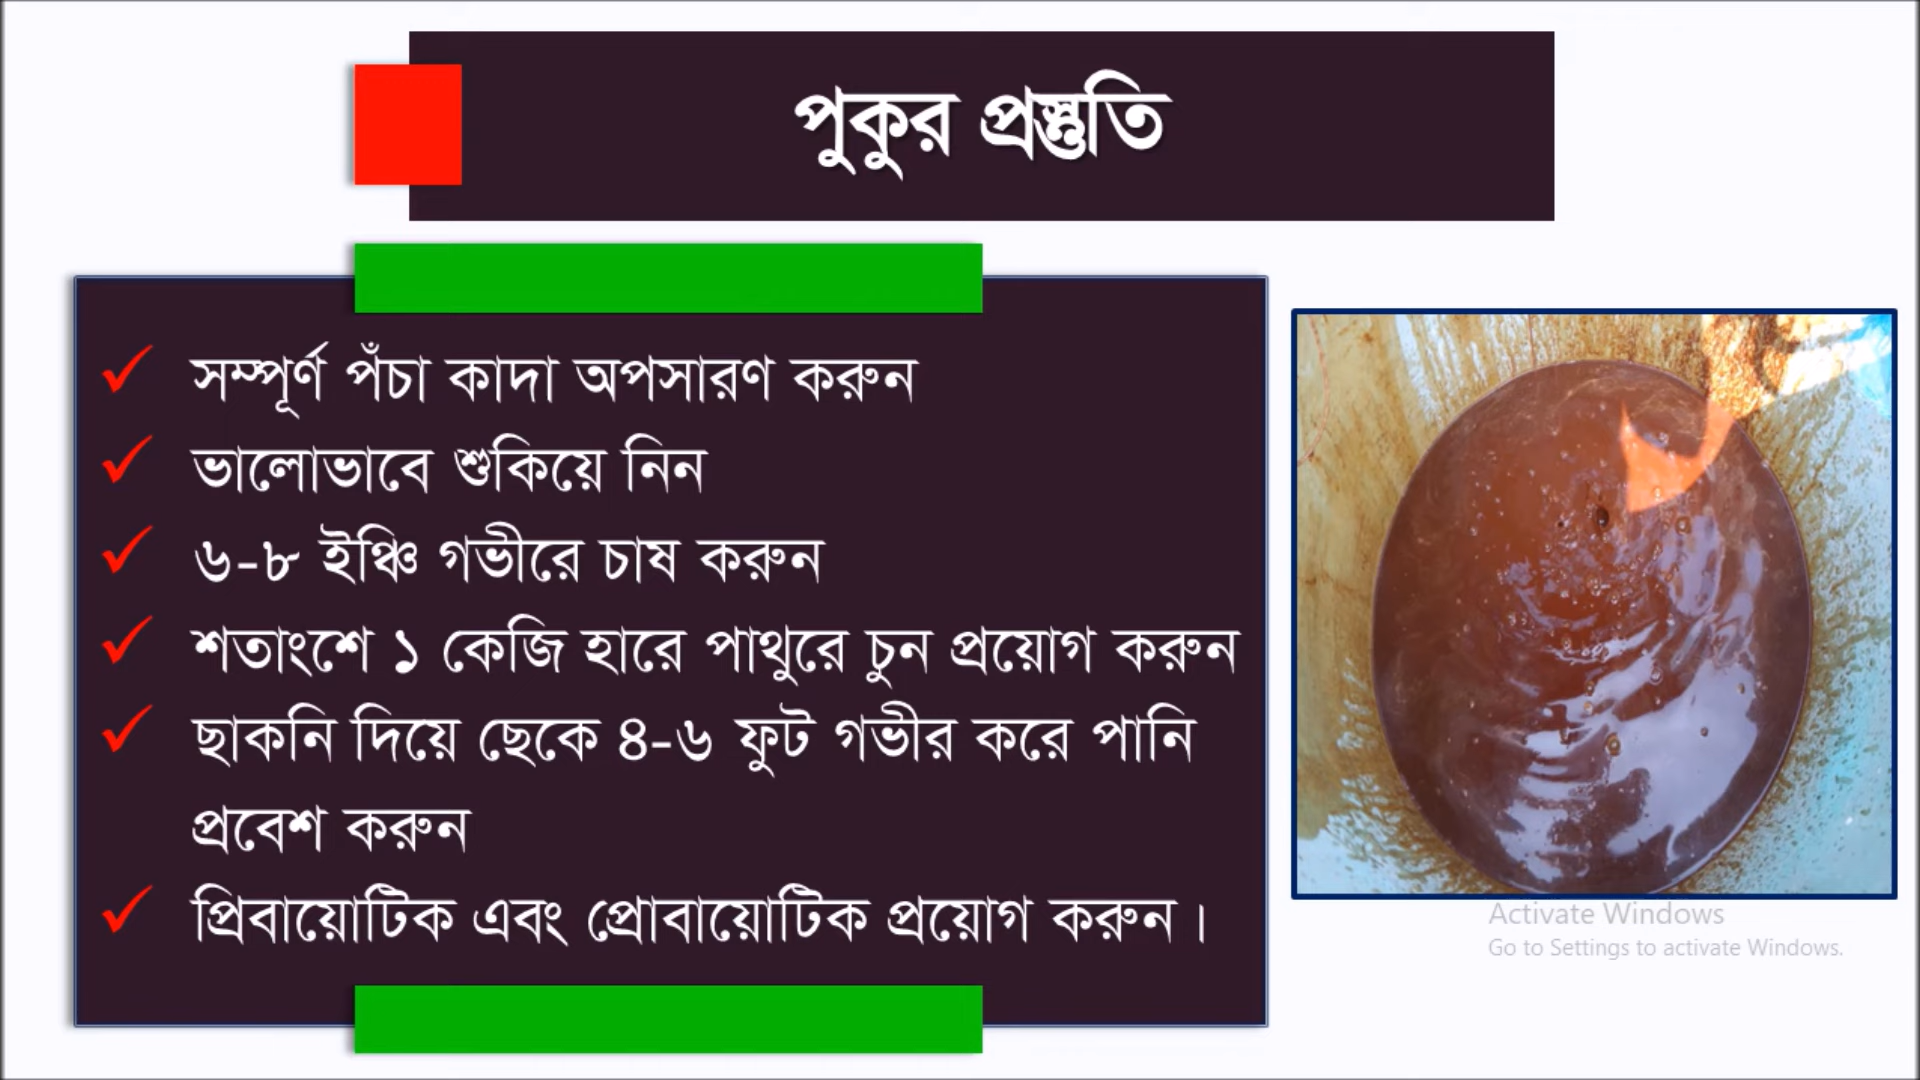 পুকুর প্রস্তুতি
সম্পূর্ণ পঁচা কাদা অপসারণ করুন
ভালোভাবে শুকিয়ে নিন
৬-৮ ইঞ্চি গভীরে চাষ করুন
শতাংশে ১ কেজি হারে পাথুরে চুন প্রয়োগ করুন
ছাকনি দিয়ে ছেকে ৪-৬ ফুট গভীর করে পানি
প্রবেশ করুন
প্রিবায়োটিক এবং প্রোবায়োটিক প্রয়োগ করুন।
Activate Windows
Go to Settings to activate Windows.